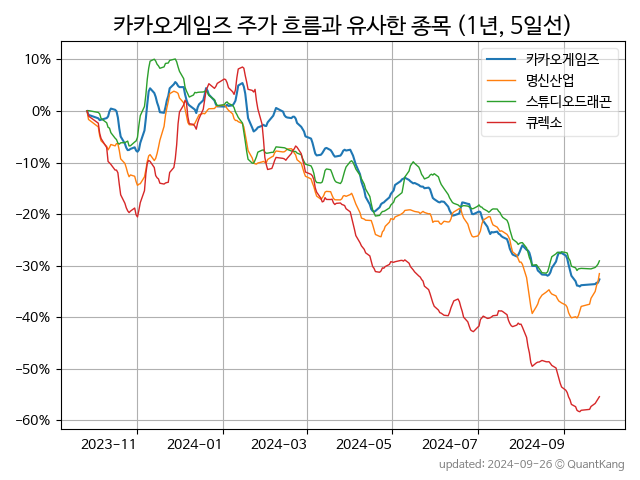 카카오게임즈 주가 흐름과 유사한 종목 (1년, 5일선)
카카오게임즈
명신산업
스튜디오드래곤
큐렉소
10%
0%
−10%
−20%
−30%
−40%
−50%
−60%
2023-11
2024-01
2024-03
2024-05
2024-07
2024-09
updated: 2024-09-26 © QuantKang